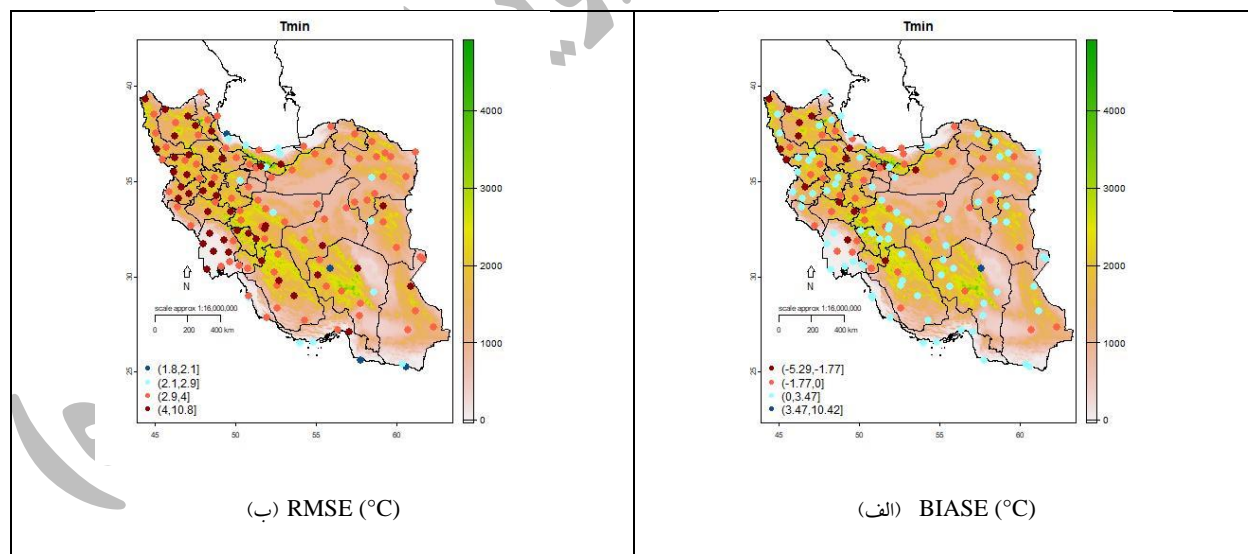 Tmin
40
35
30
25
4000
3000
2000
1000
0
N
scale approx 1:16,000,000
0 200 400 km
(1.8,2.1]
(2.1,2.9]
(2.9,4]
(4,10.8]
45 50 55 60
(ب) RMSE (°C)
Tmin
40
35
30
25
4000
3000
2000
1000
0
N
scale approx 1:16,000,000
0 200 400 km
(-5.29,-1.77]
(-1.77,0]
(0,3.47]
(3.47,10.42]
45 50 55 60
(الف) BIASE (°C)